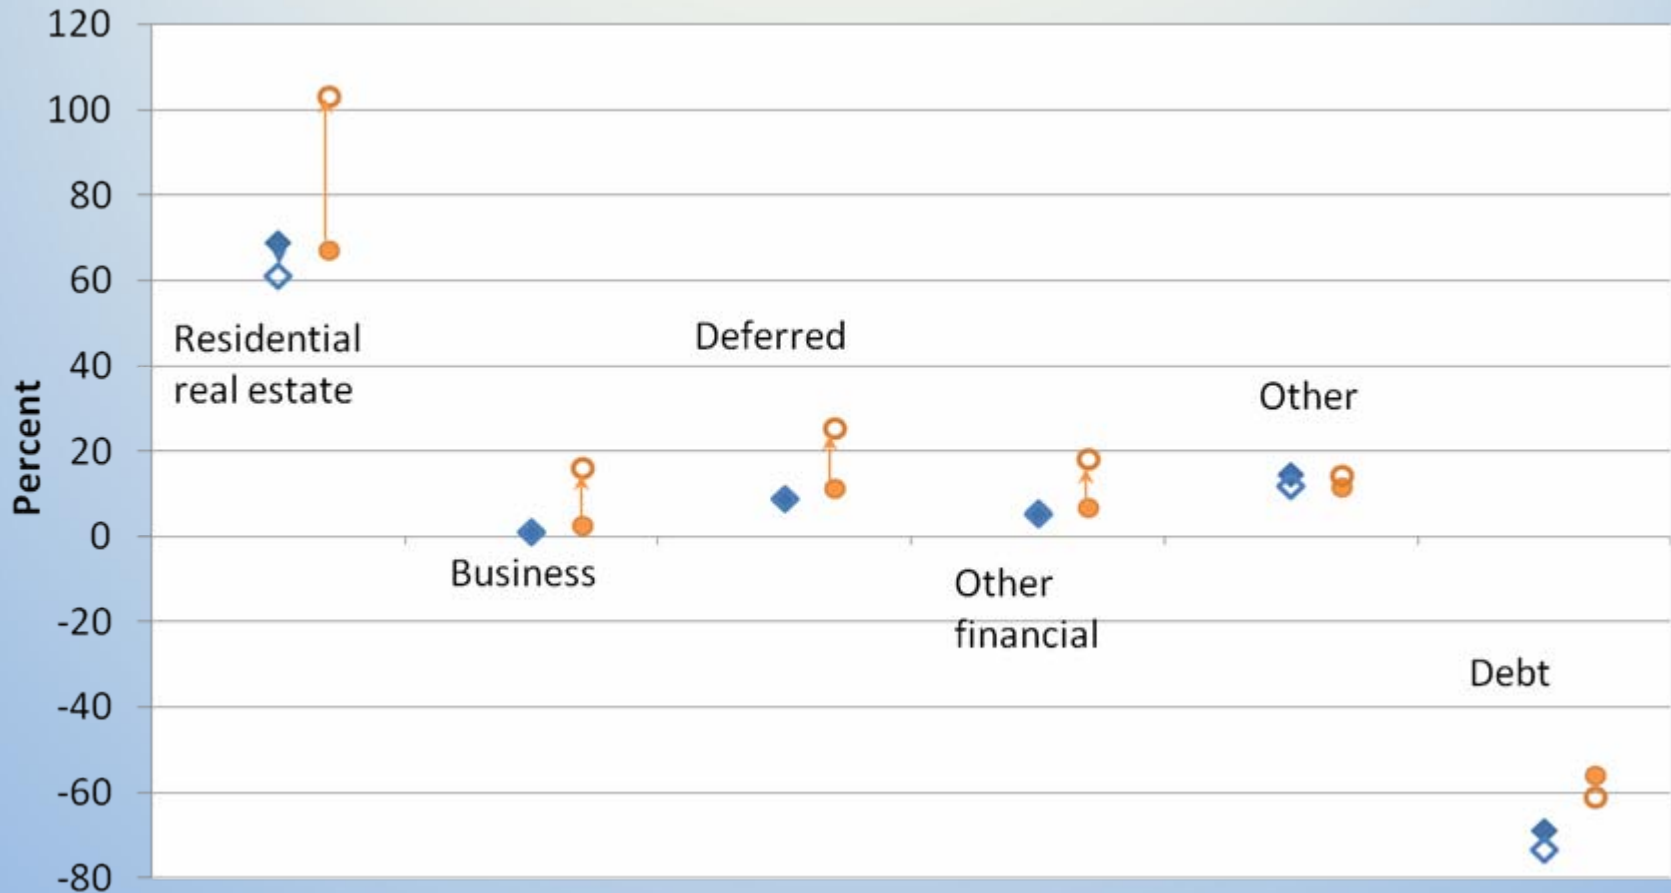 120
100
80
60
40
20
0
-20
-40
-60
-80
Percent
Residential
real estate
Business
Deferred
Other
financial
Other
Debt